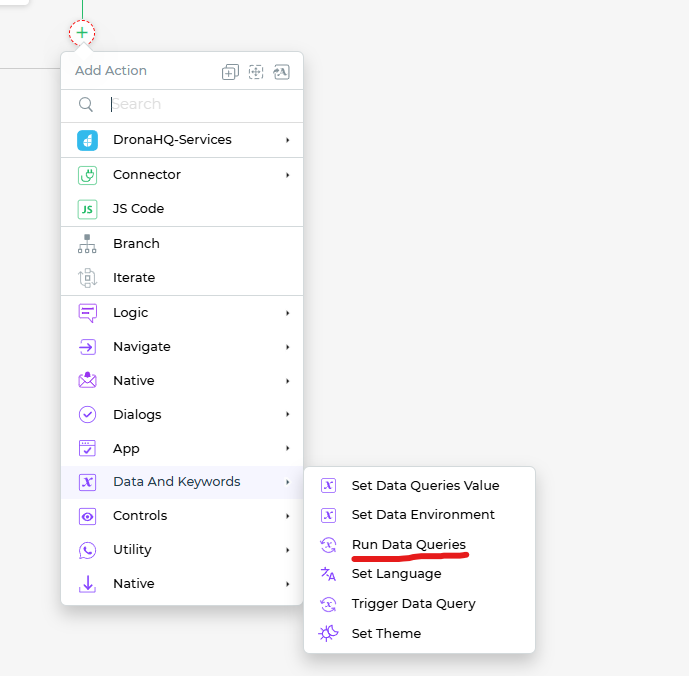 Add Action
Search
DronaHQ-Services
Connector
JS JS Code
Branch
Iterate
Logic
Navigate
Native
Dialogs
App
Data And Keywords
Controls
Utility
Native
Set Data Queries Value
Set Data Environment
Run Data Queries
Set Language
Trigger Data Query
Set Theme